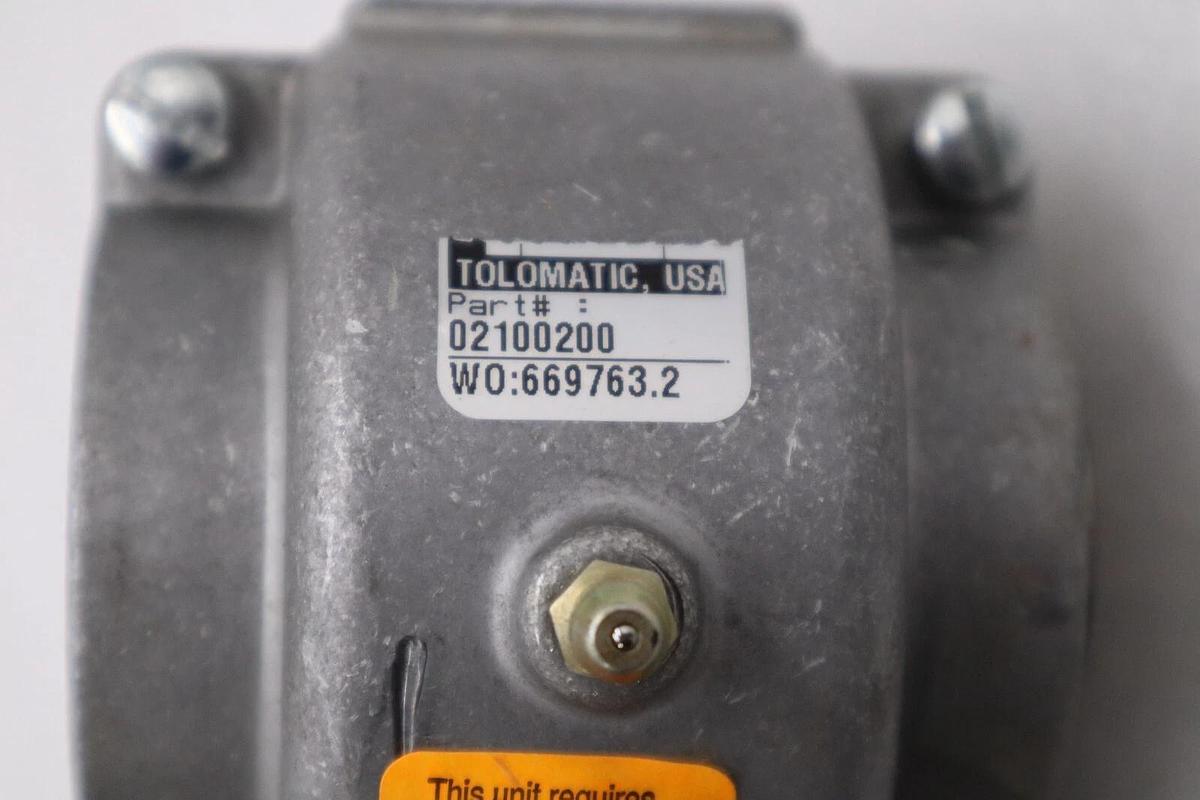 TOLOMATIC, USA
Part# :
02100200
WO:669763.2
This unit requires